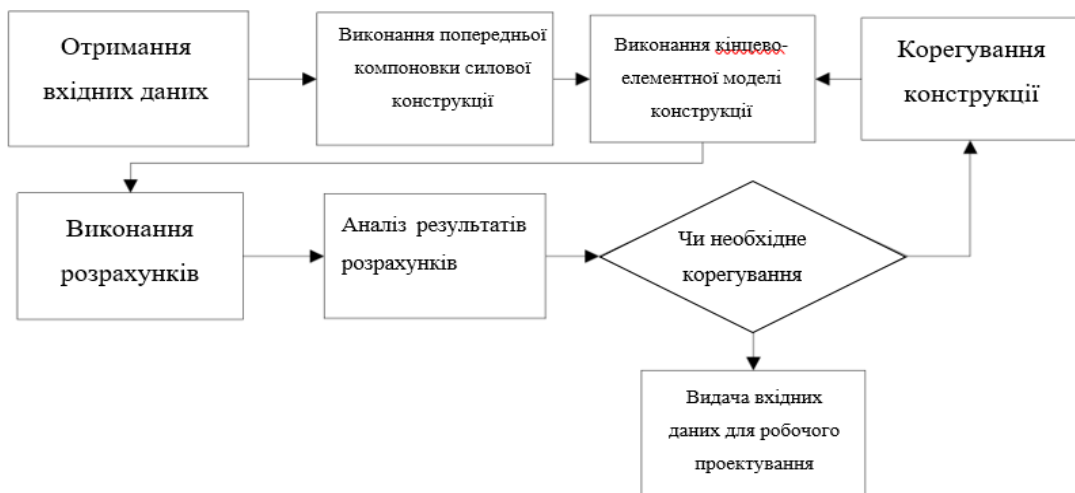 Отримання
вхідних даних
Виконання попередньої
компоновки силової
конструкції
Виконання кінцево-
елементної моделі
конструкції
Корегування
конструкції
Виконання
розрахунків
Аналіз результатів
розрахунків
Чи необхідне
корегування
Видача вхідних
даних для робочого
проектування